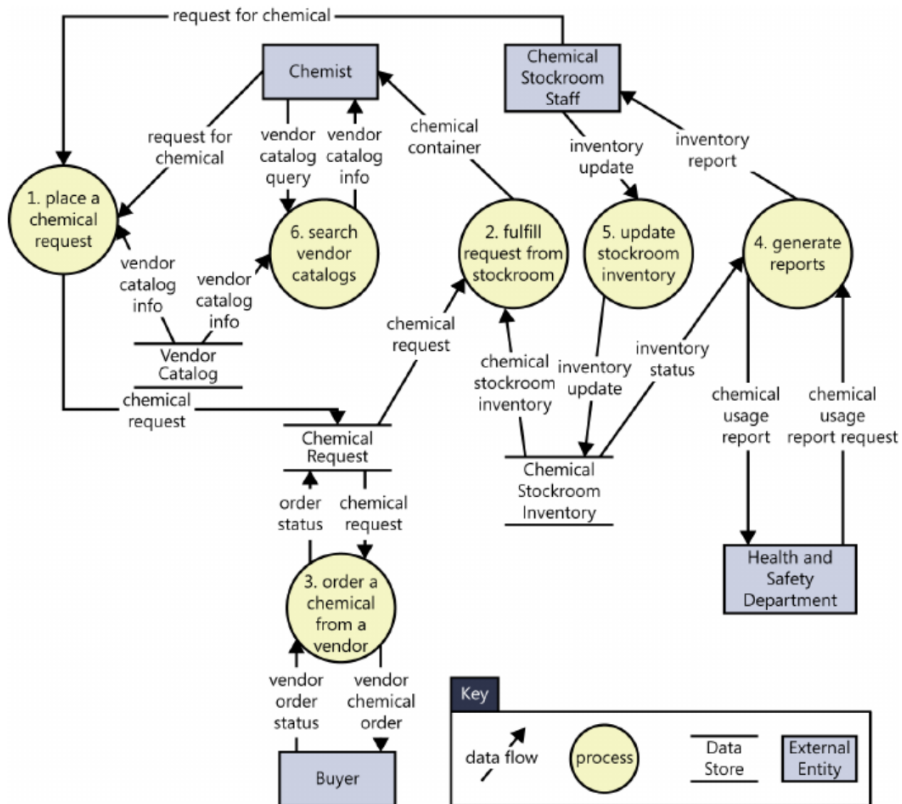 request for chemical
Chemist
Chemical
Stockroom
Staff
request for
chemical
vendor
catalog
query
vendor
catalog
info
chemical
container
inventory
update
inventory
report
1. place a
chemical
request
6. search
vendor
catalogs
2. fulfill
request from
stockroom
5. update
stockroom
inventory
4. generate
reports
vendor
catalog
info
vendor
catalog
info
Vendor
Catalog
chemical
request
chemical
request
chemical
stockroom
inventory
inventory
update
inventory
status
chemical
usage
report
chemical
usage
report request
Chemical
Request
Chemical
Stockroom
Inventory
order
status
chemical
request
Health and
Safety
Department
3. order a
chemical
from a
vendor
vendor
order
status
vendor
chemical
order
Buyer
Key
data flow
process
Data
Store
External
Entity